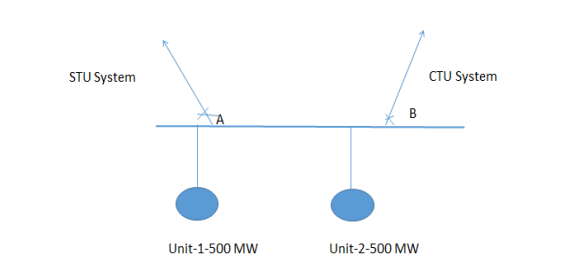 STU System
CTU System
A
B
Unit-1-500 MW
Unit-2-500 MW